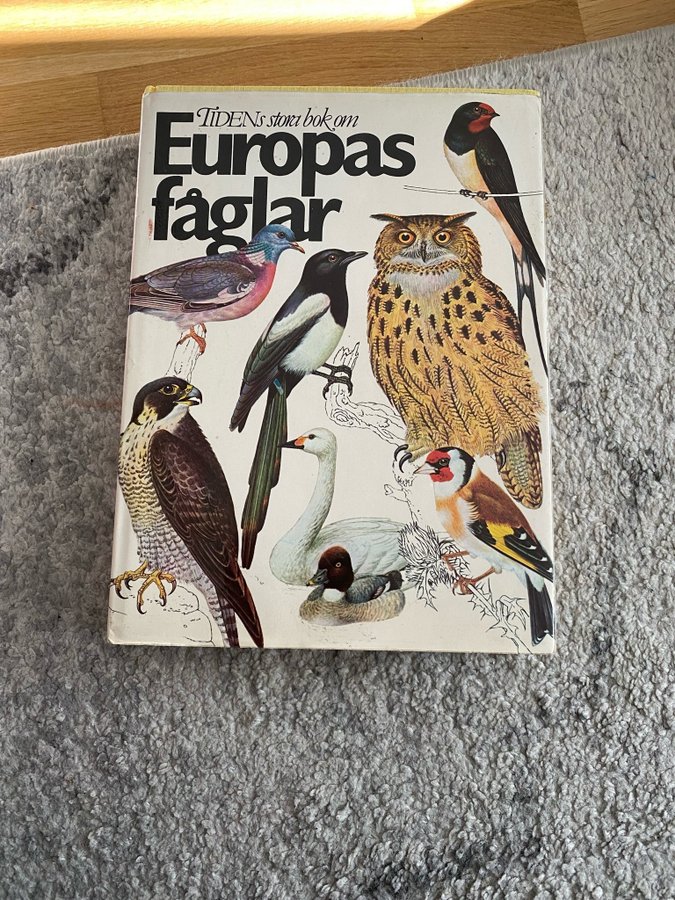 TIDENs stora bok om
Europas
fåglar